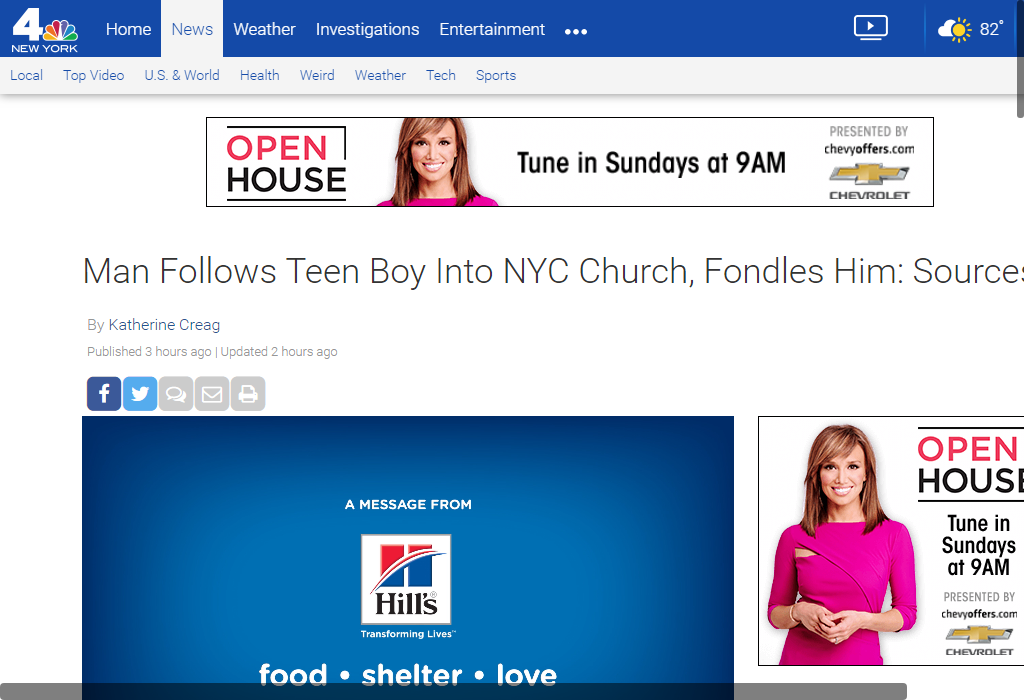 4
NEW YORK
Home News Weather Investigations Entertainment •••
82°
Local Top Video U.S. & World Health Weird Weather Tech Sports
OPEN
HOUSE
Tune in Sundays at 9AM
PRESENTED BY
chevyoffers.com
CHEVROLET
Man Follows Teen Boy Into NYC Church, Fondles Him: Sources
By Katherine Creag
Published 3 hours ago | Updated 2 hours ago
A MESSAGE FROM
Hill's®
Transforming Lives™
food • shelter • love
OPEN
HOUSE
Tune in
Sundays
at 9AM
PRESENTED BY
chevyoffers.com
CHEVROLET